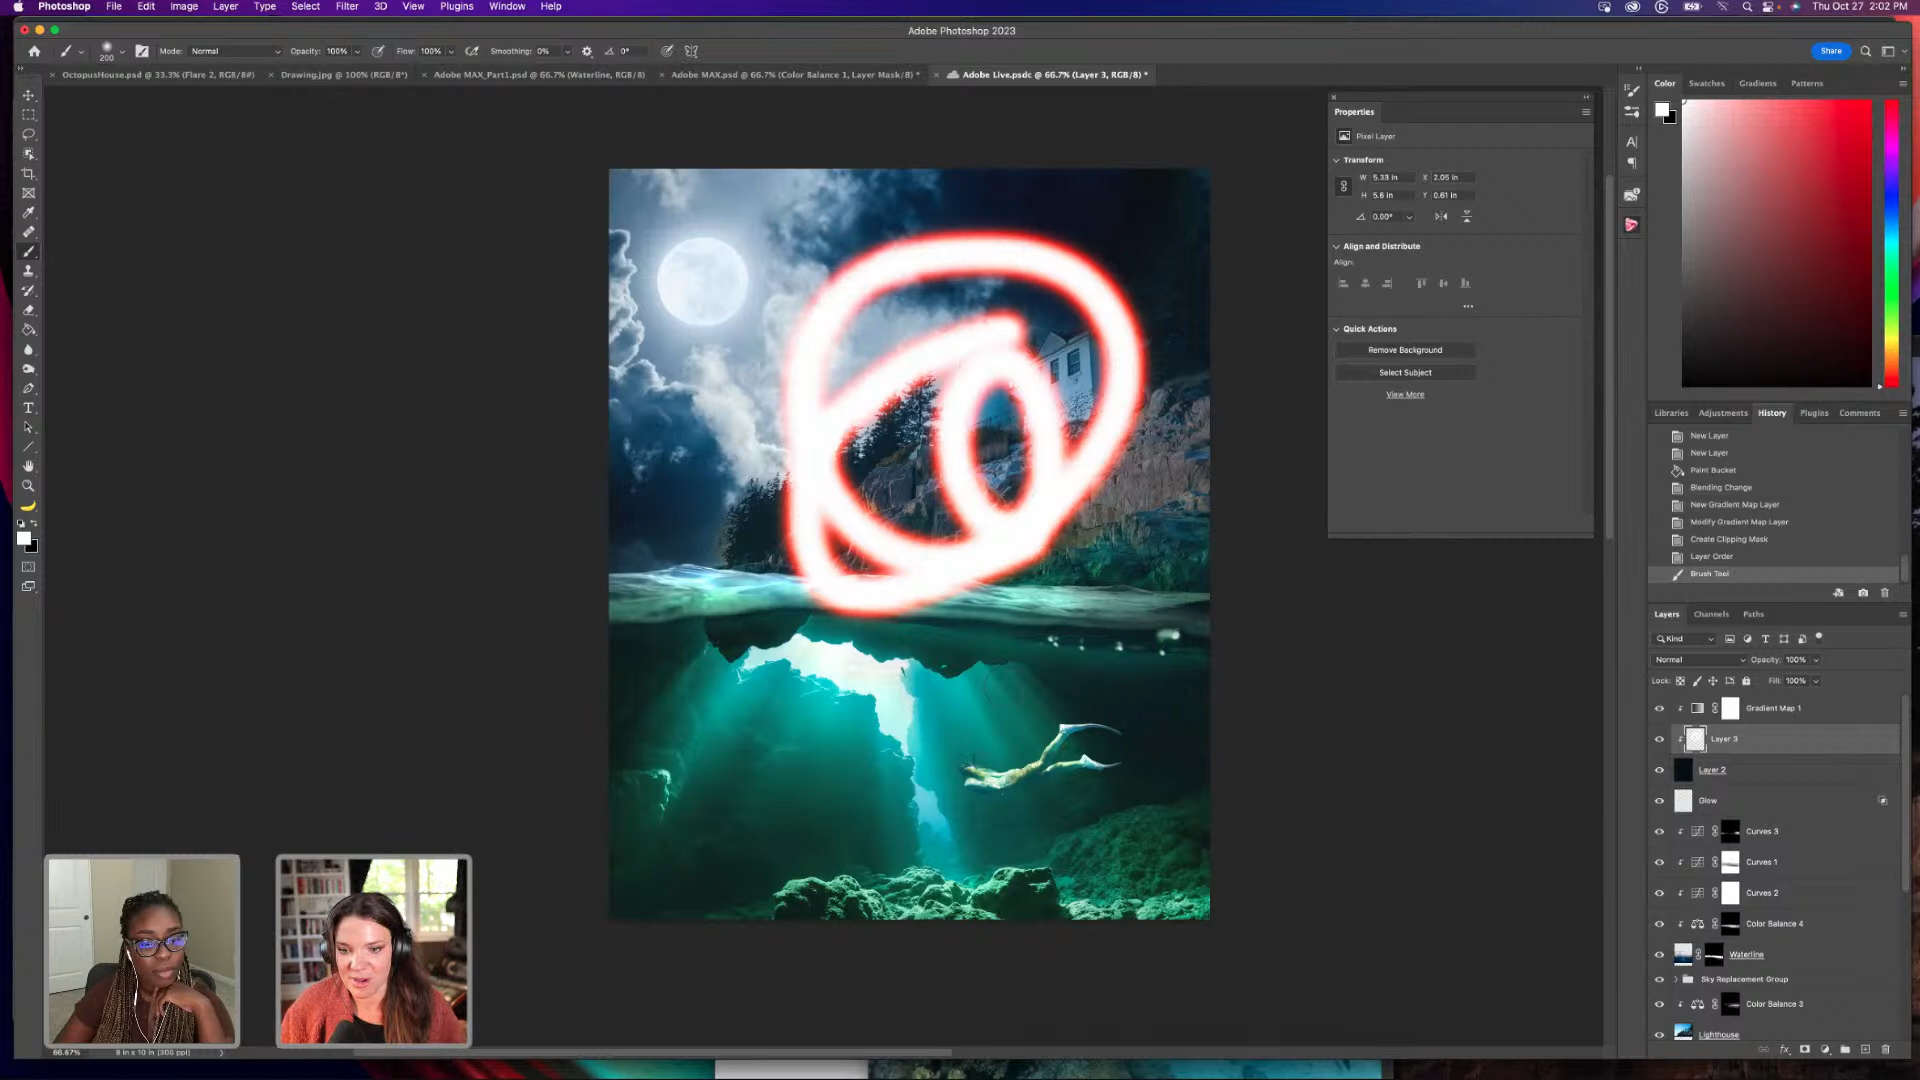 Photoshop File Edit Image Layer Type Select Filter 3D View Plugins Window Help Thu Oct 27 2:02 PM
Adobe Photoshop 2023
200 Mode: Normal Opacity: 100% Flow: 100% Smoothing: 0% 0° Share
OctopusHouse.psd @ 33.3% (Flare 2, RGB/8#) Drawing.jpg @ 100% (RGB/8*) Adobe MAX_Part1.psd @ 66.7% (Waterline, RGB/8) Adobe MAX.psd @ 66.7% (Color Balance 1, Layer Mask/8) * Adobe Live.psdc @ 66.7% (Layer 3, RGB/8) *
Properties
Pixel Layer
Transform
W 5.33 in X 2.05 in
H 5.6 in Y 0.61 in
0.00°
Align and Distribute
Align:
Quick Actions
Remove Background
Select Subject
View More
Color Swatches Gradients Patterns
Libraries Adjustments History Plugins Comments
New Layer
New Layer
Paint Bucket
Blending Change
New Gradient Map Layer
Modify Gradient Map Layer
Create Clipping Mask
Layer Order
Brush Tool
Layers Channels Paths
Kind
Normal Opacity: 100%
Lock: Fill: 100%
Gradient Map 1
Layer 3
Layer 2
Glow
Curves 3
Curves 1
Curves 2
Color Balance 4
Waterline
Sky Replacement Group
Color Balance 3
Lighthouse
fx
66.67% 8 in x 10 in (300 ppi)